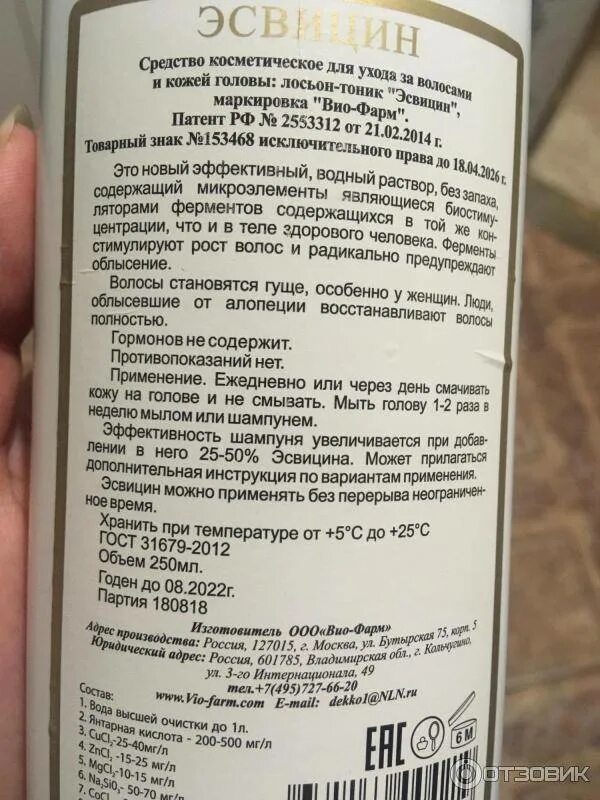 ЭСВИЦИН
Средство косметическое для ухода за волосами
и кожей головы: лосьон-тоник "Эсвицин",
маркировка "Вио-Фарм".
Патент РФ № 2553312 от 21.02.2014 г.
Товарный знак №153468 исключительного права до 18.04.2026 г.
Это новый эффективный, водный раствор, без запаха,
содержащий микроэлементы являющиеся биостиму-
ляторами ферментов содержащихся в той же кон-
центрации, что и в теле здорового человека. Ферменты
стимулируют рост волос и радикально предупреждают
облысение.
Волосы становятся гуще, особенно у женщин. Люди,
облысевшие от алопеции восстанавливают волосы
полностью.
Гормонов не содержит.
Противопоказаний нет.
Применение. Ежедневно или через день смачивать
кожу на голове и не смывать. Мыть голову 1-2 раза в
неделю мылом или шампунем.
Эффективность шампуня увеличивается при добав-
лении в него 25-50% Эсвицина. Может прилагаться
дополнительная инструкция по вариантам применения.
Эсвицин можно применять без перерыва неограничен-
ное время.
Хранить при температуре от +5°С до +25°С
ГОСТ 31679-2012
Объем 250мл.
Годен до 08.2022г.
Партия 180818
Изготовитель ООО«Вио-Фарм»
Адрес производства: Россия, 127015, г. Москва, ул. Бутырская 75, корп. 5
Юридический адрес: Россия, 601785, Владимирская обл., г. Кольчугино,
ул. 3-го Интернационала, 49
тел.+7(495)727-66-20
www.Vio-farm.com E-mail: dekko1@NLN.ru
Состав:
1. Вода высшей очистки до 1л.
2. Янтарная кислота - 200-500 мг/л
3. CuCl₂-25-40мг/л
4. ZnCl₂ -15-25 мг/л
5. MgCl₂-10-15 мг/л
6. Na₂SiO₃- 50-70 мг/л
7. CoCl
EAC
6 M
ОТЗОВИК